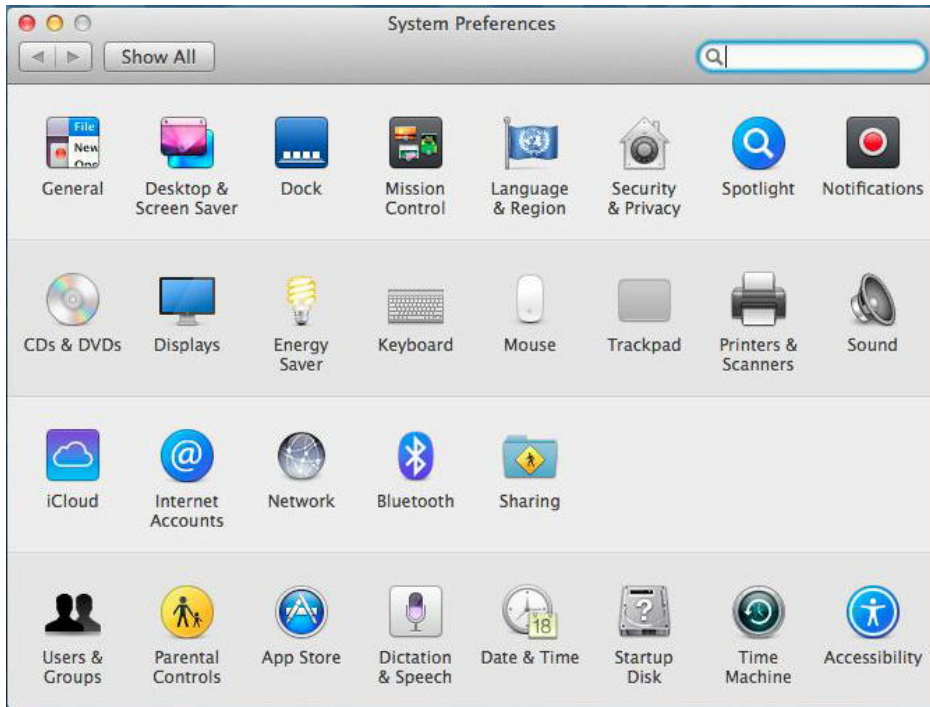 System Preferences
Show All
File
New
One
General
Desktop &
Screen Saver
Dock
Mission
Control
Language
& Region
Security
& Privacy
Spotlight
Notifications
CDs & DVDs
Displays
Energy
Saver
Keyboard
Mouse
Trackpad
Printers &
Scanners
Sound
iCloud
@
Internet
Accounts
Network
Bluetooth
Sharing
Users &
Groups
Parental
Controls
App Store
Dictation
& Speech
18
Date & Time
?
Startup
Disk
Time
Machine
Accessibility